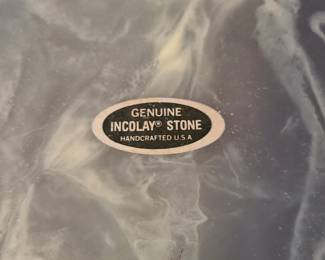 GENUINE
INCOLAY® STONE
HANDCRAFTED U.S.A.